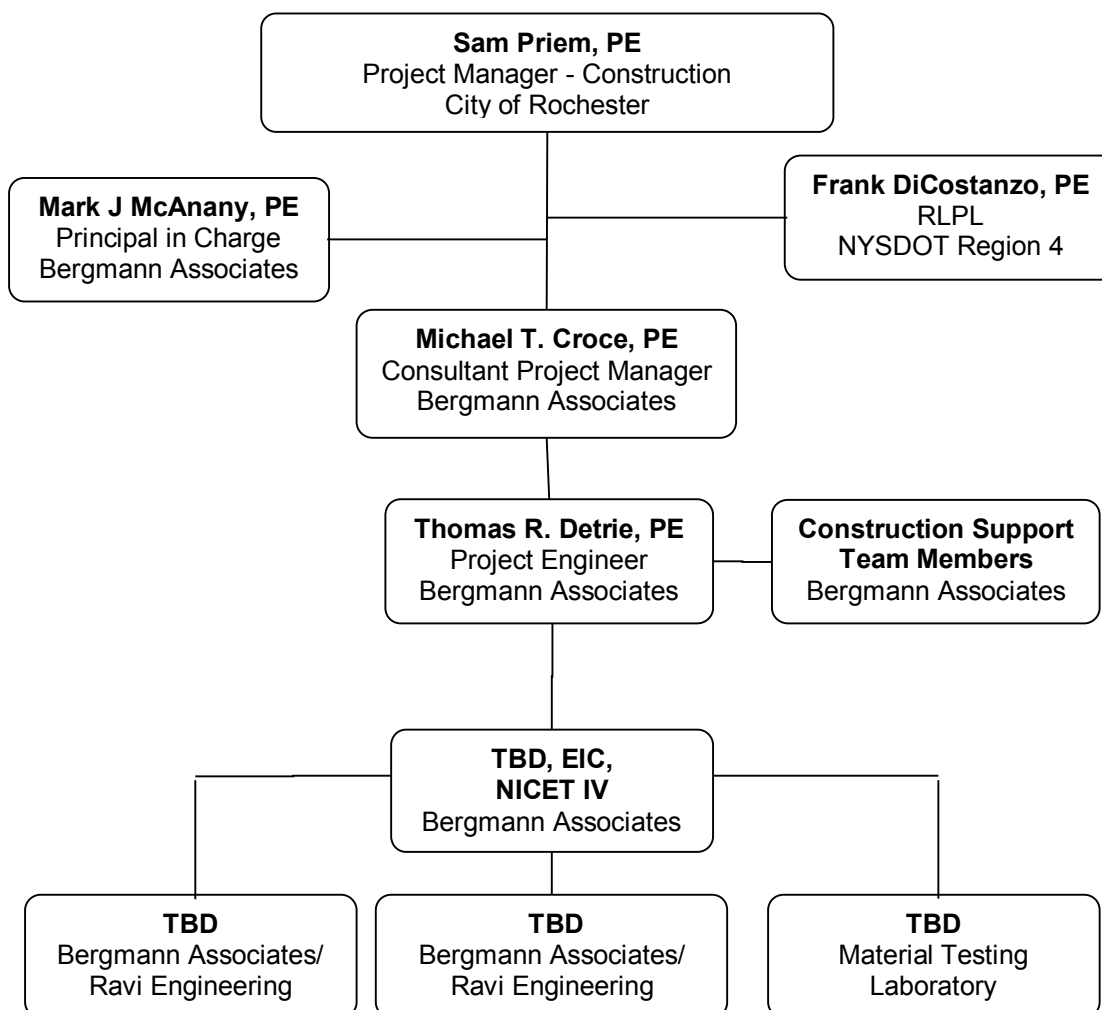 Sam Priem, PE
Project Manager - Construction
City of Rochester
Mark J McAnany, PE
Principal in Charge
Bergmann Associates
Frank DiCostanzo, PE
RLPL
NYSDOT Region 4
Michael T. Croce, PE
Consultant Project Manager
Bergmann Associates
Thomas R. Detrie, PE
Project Engineer
Bergmann Associates
Construction Support
Team Members
Bergmann Associates
TBD, EIC,
NICET IV
Bergmann Associates
TBD
Bergmann Associates/
Ravi Engineering
TBD
Bergmann Associates/
Ravi Engineering
TBD
Material Testing
Laboratory